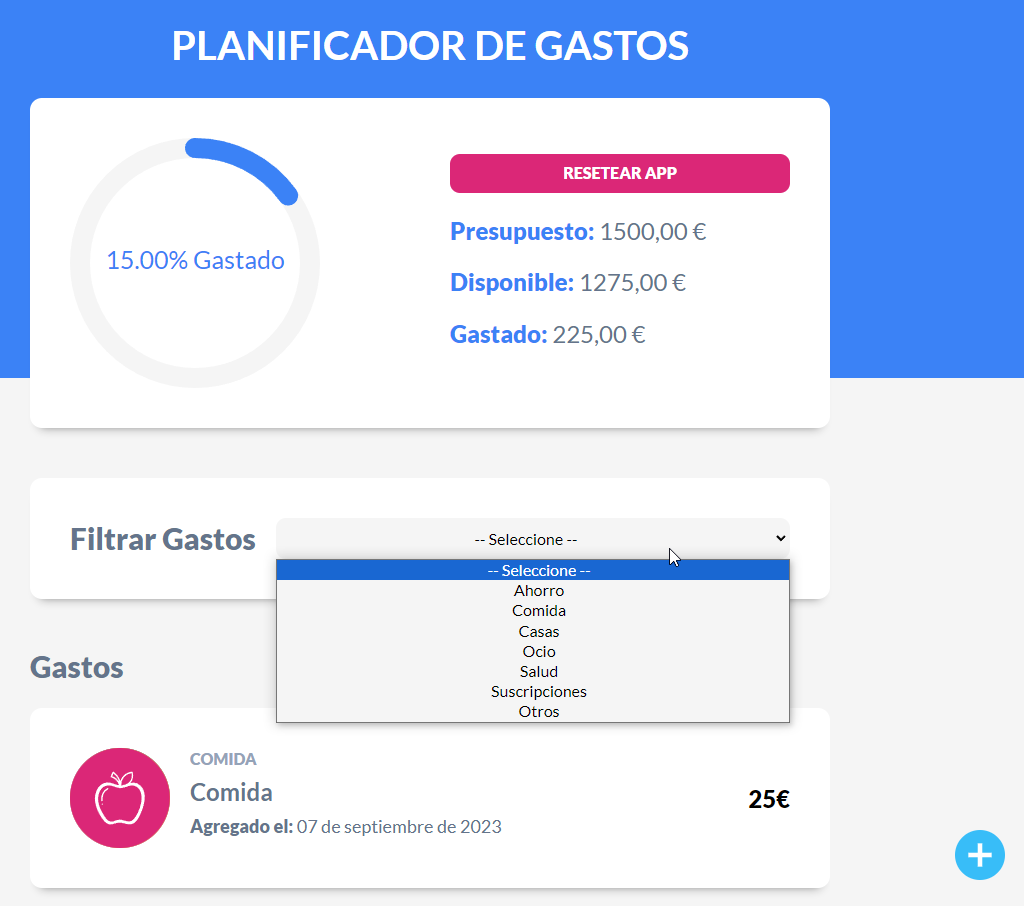 PLANIFICADOR DE GASTOS
15.00% Gastado
RESETEAR APP
Presupuesto: 1500,00 €
Disponible: 1275,00 €
Gastado: 225,00 €
Filtrar Gastos
-- Seleccione --
-- Seleccione --
Ahorro
Comida
Casas
Ocio
Salud
Suscripciones
Otros
Gastos
COMIDA
Comida
Agregado el: 07 de septiembre de 2023
25€